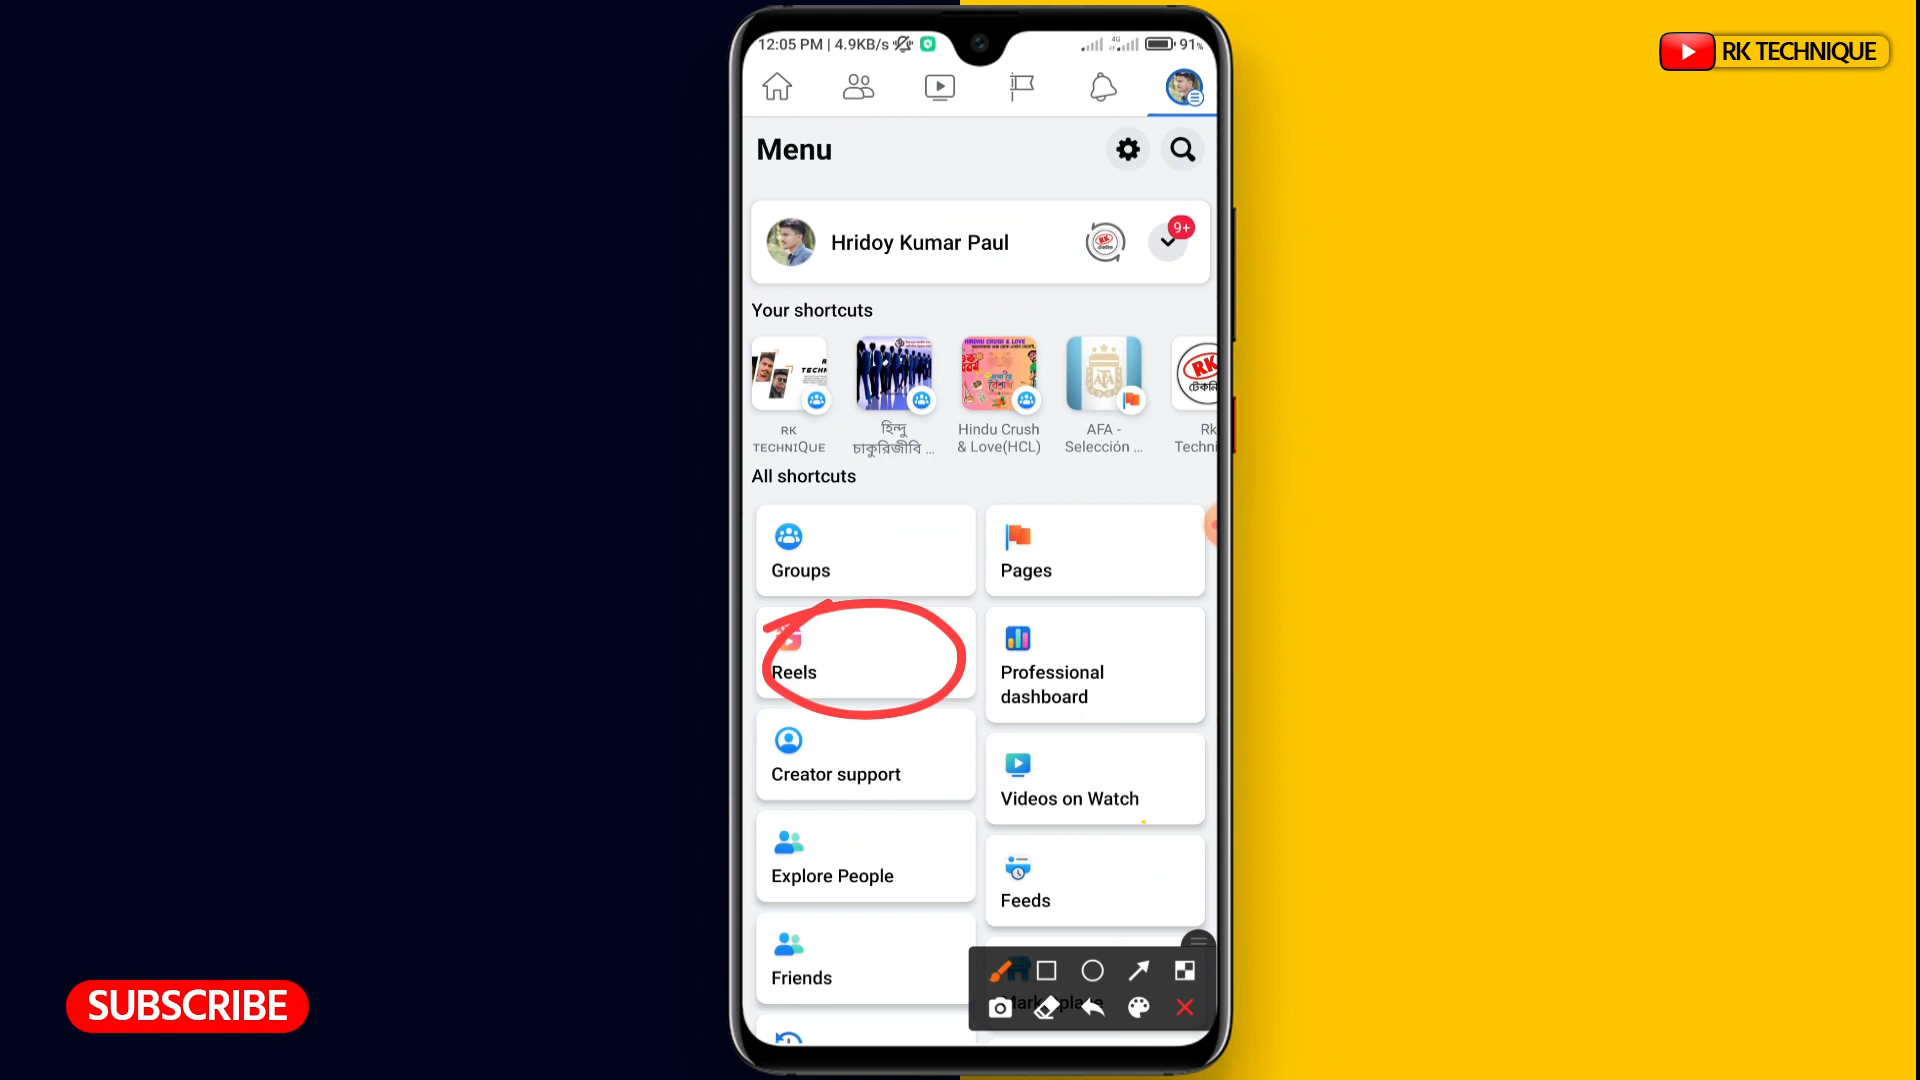 12:05 PM | 4.9KB/s
4G
91%
RK TECHNIQUE
Menu
Hridoy Kumar Paul
9+
Your shortcuts
RK TECHNIQUE
হিন্দু চাকুরিজীবি ...
Hindu Crush & Love(HCL)
AFA - Selección ...
Rk Techni
All shortcuts
Groups
Pages
Reels
Professional dashboard
Creator support
Videos on Watch
Explore People
Feeds
Friends
Marketplace
SUBSCRIBE